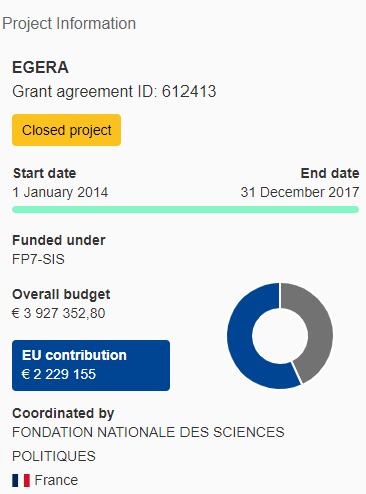 Project Information
EGERA
Grant agreement ID: 612413
Closed project
Start date End date
1 January 2014 31 December 2017
Funded under
FP7-SIS
Overall budget
€ 3 927 352,80
EU contribution
€ 2 229 155
Coordinated by
FONDATION NATIONALE DES SCIENCES
POLITIQUES
France